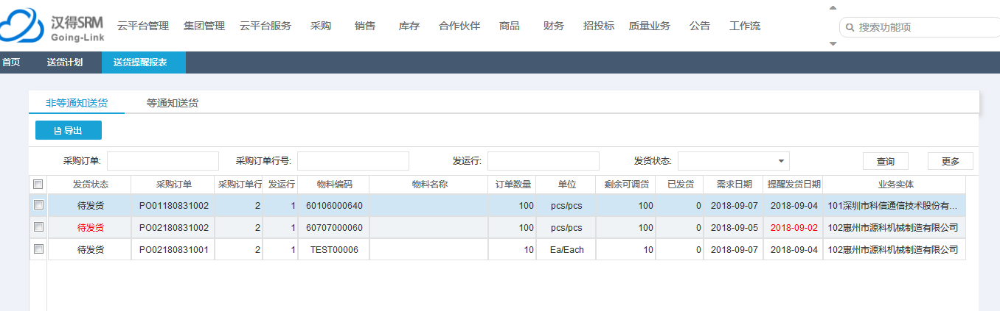 汉得SRM
Going-Link
云平台管理 集团管理 云平台服务 采购 销售 库存 合作伙伴 商品 财务 招投标 质量业务 公告 工作流 搜索功能项
首页 送货计划 送货提醒报表
非等通知送货 等通知送货
导出
采购订单: 采购订单行号: 发运行: 发货状态: 查询 更多
发货状态 采购订单 采购订单行 发运行 物料编码 物料名称 订单数量 单位 剩余可调货 已发货 需求日期 提醒发货日期 业务实体
待发货 PO01180831002 2 1 60106000640 100 pcs/pcs 100 0 2018-09-07 2018-09-04 101深圳市科信通信技术股份有...
待发货 PO02180831002 2 1 60707000060 100 pcs/pcs 100 0 2018-09-05 2018-09-02 102惠州市源科机械制造有限公司
待发货 PO02180831001 2 1 TEST00006 10 Ea/Each 10 0 2018-09-07 2018-09-04 102惠州市源科机械制造有限公司